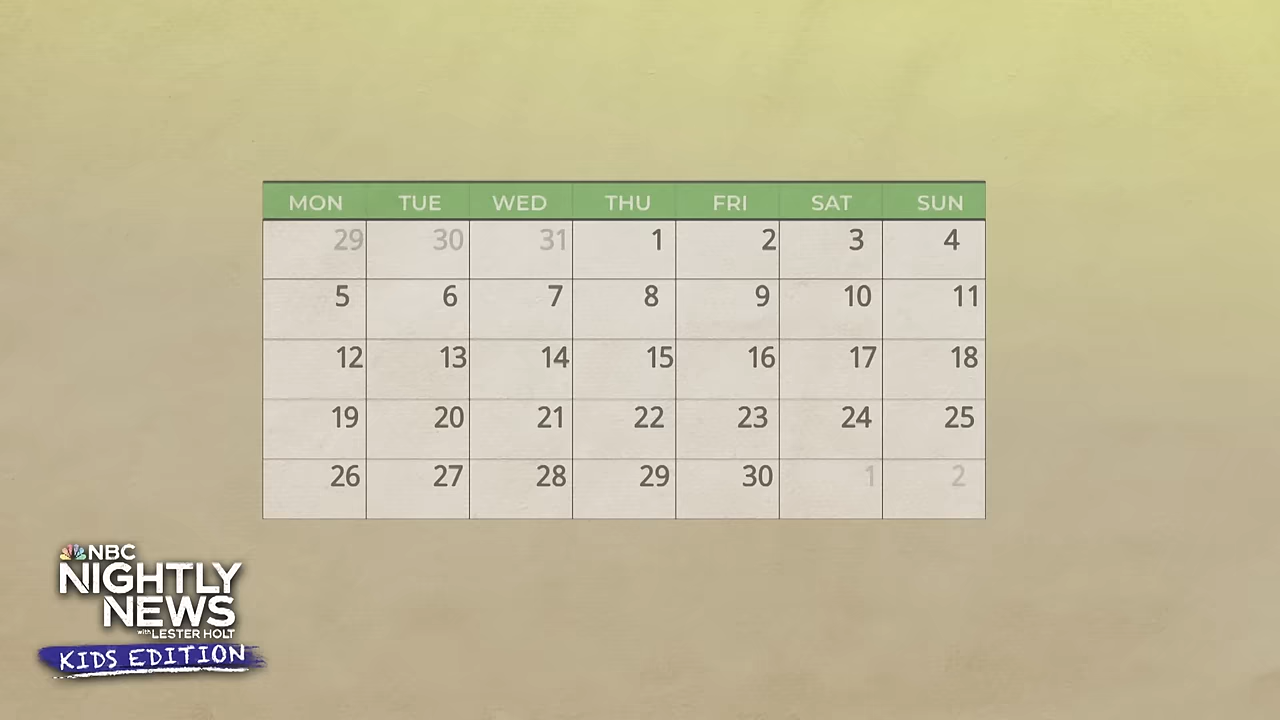 MON TUE WED THU FRI SAT SUN
29 30 31 1 2 3 4
5 6 7 8 9 10 11
12 13 14 15 16 17 18
19 20 21 22 23 24 25
26 27 28 29 30 1 2
NBC
NIGHTLY
NEWS
with LESTER HOLT
KIDS EDITION